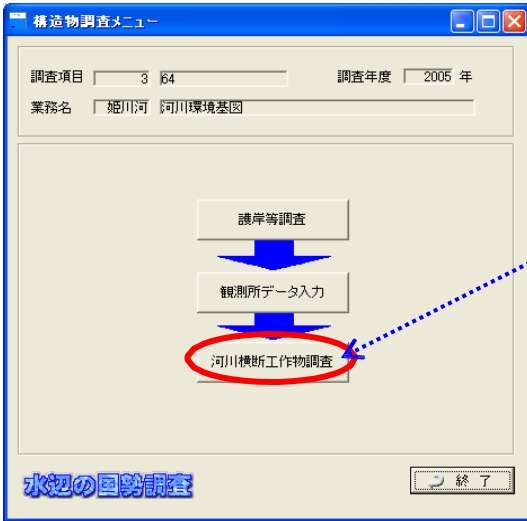 構造物調査メニュー
調査項目 3 64 調査年度 2005 年
業務名 姫川河 河川環境基図
護岸等調査
観測所データ入力
河川横断工作物調査
水辺の国勢調査 終了